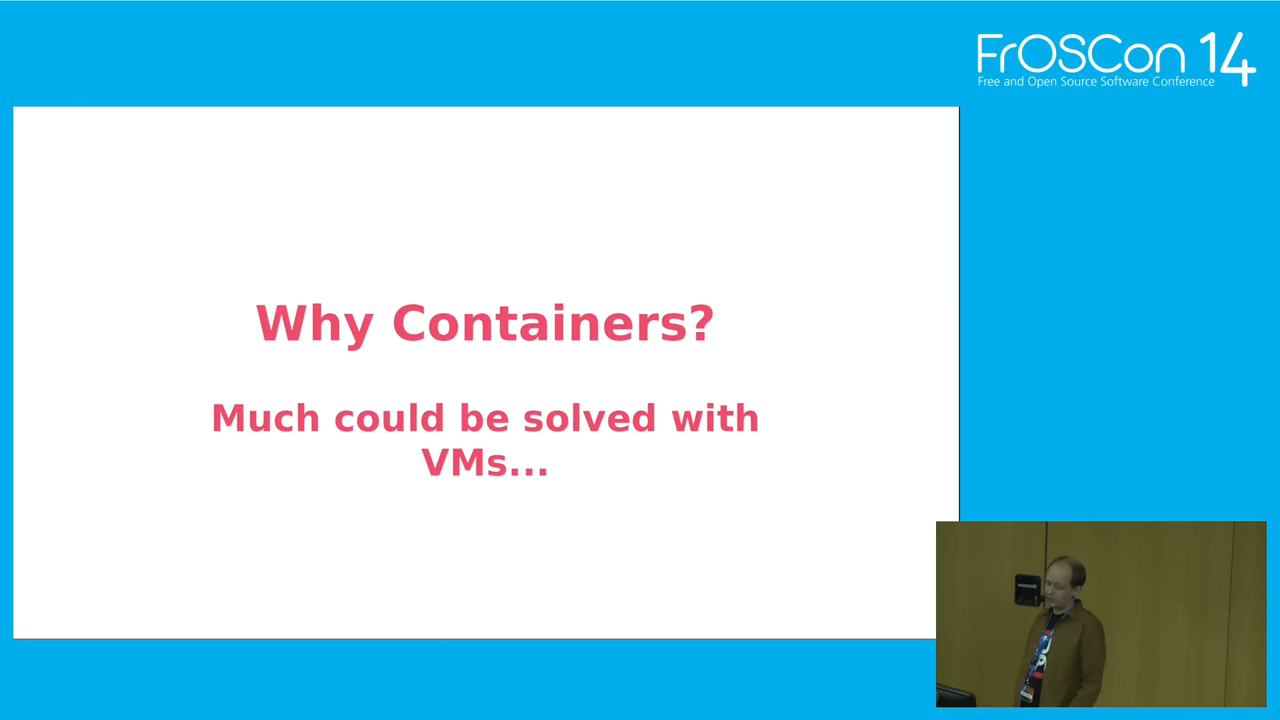 FrOSCon 14
Free and Open Source Software Conference
Why Containers?
Much could be solved with
VMs...